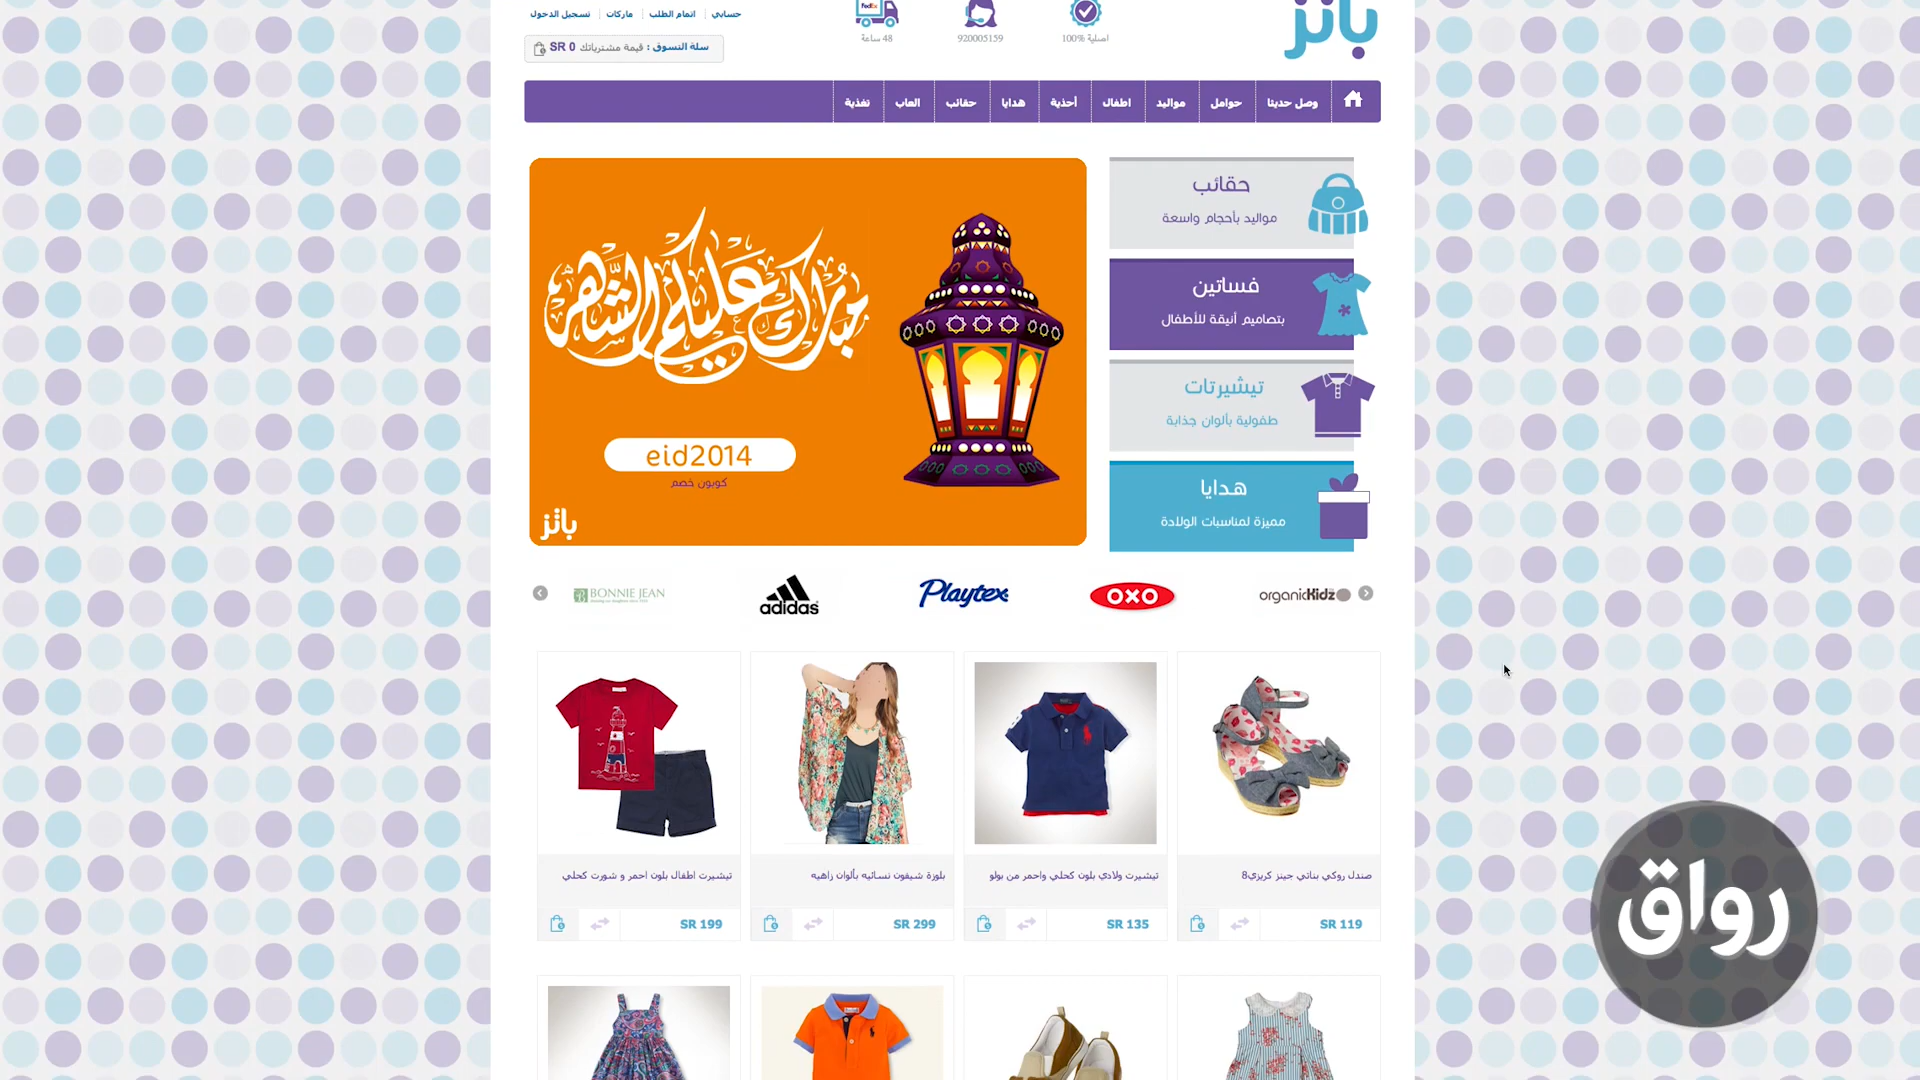 حسابي
اتمام الطلب
ماركات
تسجيل الدخول
سلة التسوق : قيمة مشترياتك SR 0
FedEx
48 ساعة
920005159
اصلية 100%
بانز
وصل حديثا
حوامل
مواليد
اطفال
أحذية
هدايا
حقائب
العاب
تغذية
مبارك عليكم الشهر
eid2014
كوبون خصم
بانز
حقائب
مواليد بأحجام واسعة
فساتين
بتصاميم أنيقة للأطفال
تيشيرتات
طفولية بألوان جذابة
هدايا
مميزة لمناسبات الولادة
BONNIE JEAN
adidas
Playtex
OXO
organicKidz
صندل روكي بناتي جينز كريزي8
تيشيرت ولادي بلون كحلي واحمر من بولو
بلوزة شيفون نسائيه بألوان زاهيه
تيشيرت اطفال بلون احمر و شورت كحلي
SR 119
SR 135
SR 299
SR 199
رواق